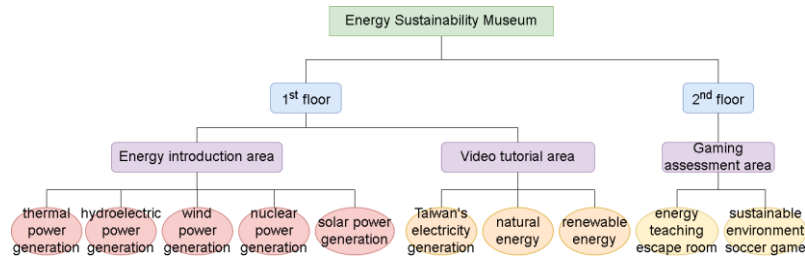 Energy Sustainability Museum
1st floor
2nd floor
Energy introduction area
Video tutorial area
Gaming
assessment area
thermal
power
generation
hydroelectric
power
generation
wind
power
generation
nuclear
power
generation
solar power
generation
Taiwan's
electricity
generation
natural
energy
renewable
energy
energy
teaching
escape room
sustainable
environment
soccer game